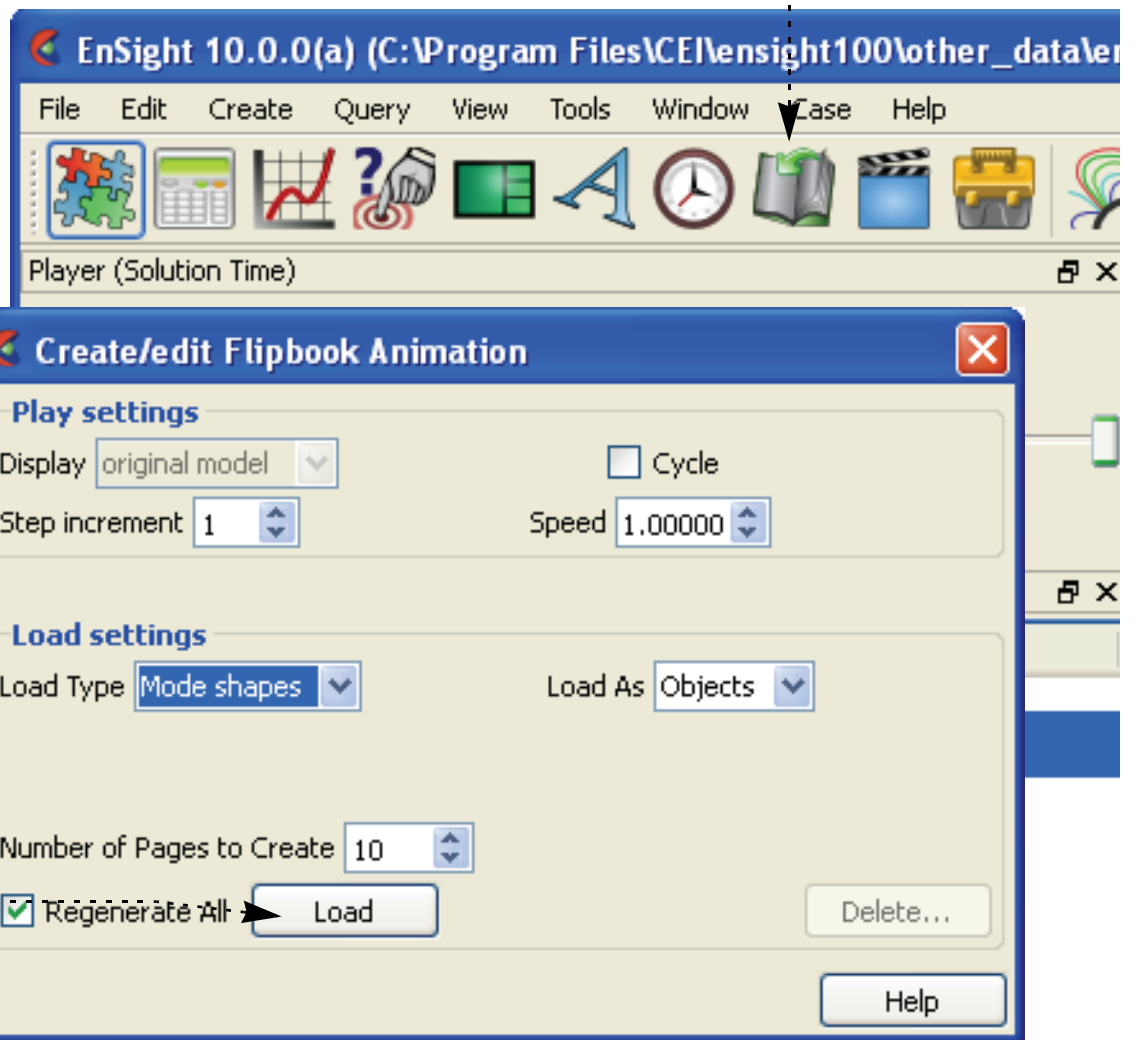 EnSight 10.0.0(a) (C:\Program Files\CEI\ensight100\other_data\en
File Edit Create Query View Tools Window Case Help
Player (Solution Time)
Create/edit Flipbook Animation
Play settings
Display original model Cycle
Step increment 1 Speed 1.00000
Load settings
Load Type Mode shapes Load As Objects
Number of Pages to Create 10
Regenerate All Load Delete...
Help